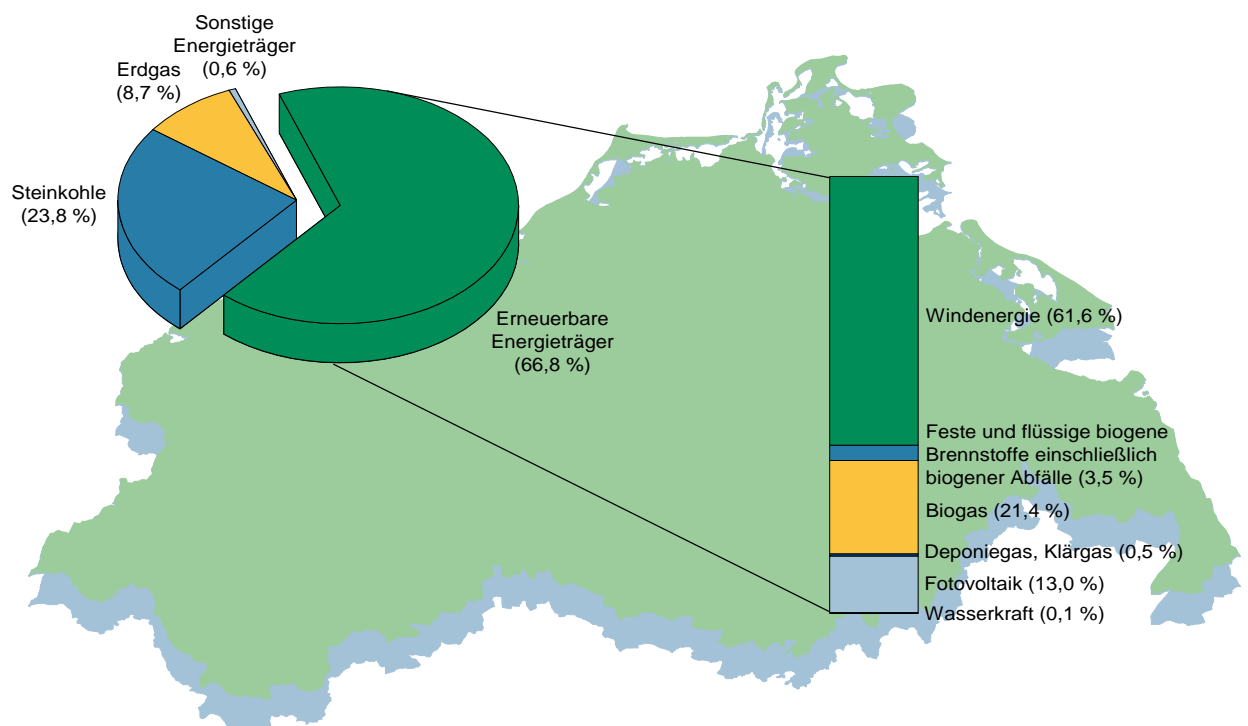 Sonstige
Energieträger
(0,6 %)
Erdgas
(8,7 %)
Steinkohle
(23,8 %)
Erneuerbare
Energieträger
(66,8 %)
Windenergie (61,6 %)
Feste und flüssige biogene
Brennstoffe einschließlich
biogener Abfälle (3,5 %)
Biogas (21,4 %)
Deponiegas, Klärgas (0,5 %)
Fotovoltaik (13,0 %)
Wasserkraft (0,1 %)